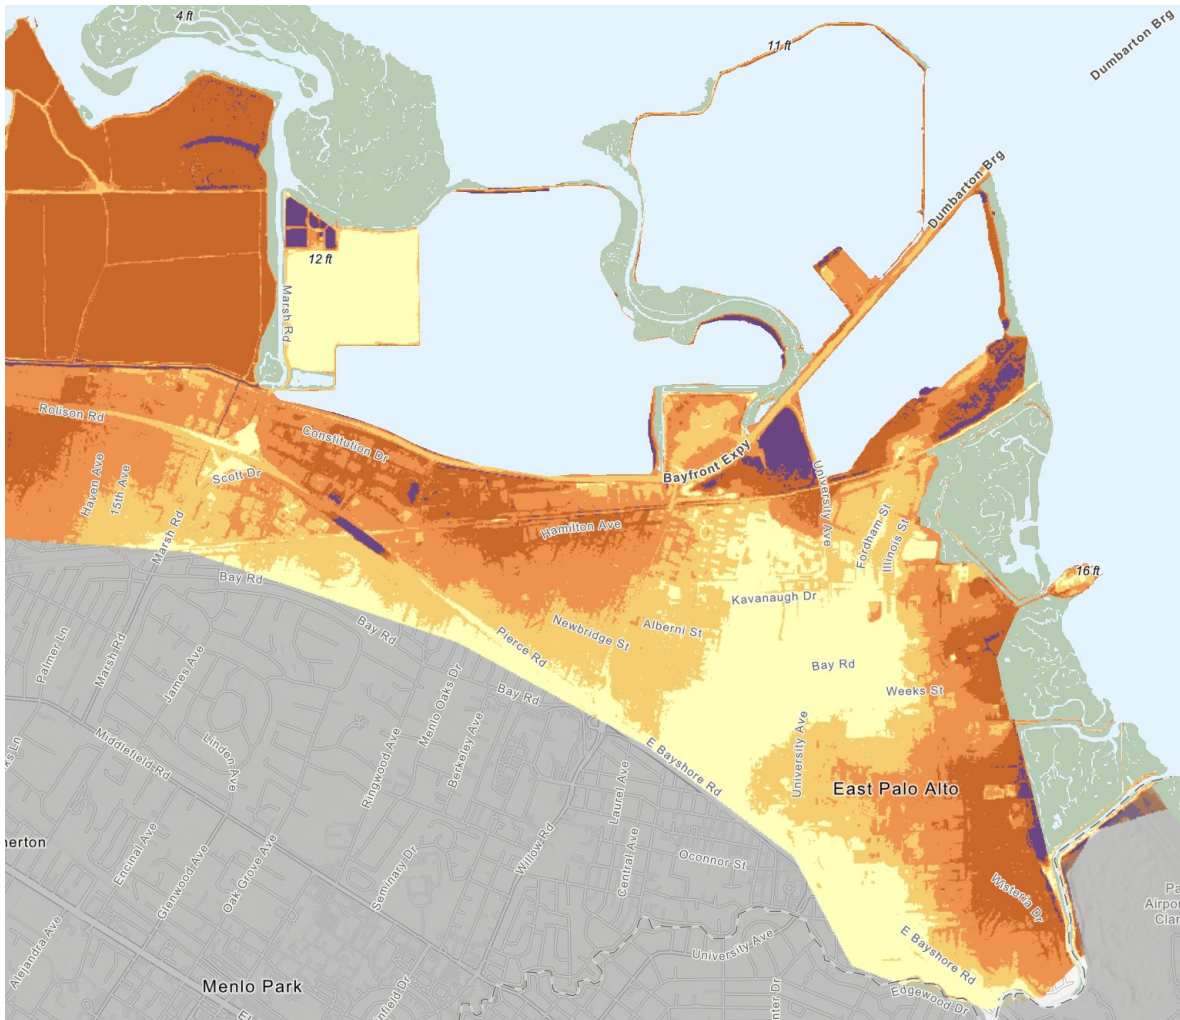 4 ft
11 ft
Dumbarton Brg
Dumbarton Brg
12 ft
Marsh Rd
Rolison Rd
Constitution Dr
Haven Ave
15th Ave
Scott Dr
Bayfront Expy
University Ave
Marsh Rd
Hamilton Ave
Fordham St
Illinois St
16 ft
Bay Rd
Kavanaugh Dr
Bay Rd
Newbridge St
Alberni St
Pierce Rd
Palmer Ln
Marsh Rd
James Ave
Bay Rd
Bay Rd
Weeks St
Menlo Oaks Dr
Berkeley Ave
Ringwood Ave
Linden Ave
Middlefield Rd
E Bayshore Rd
University Ave
East Palo Alto
Laurel Ave
Willow Rd
Central Ave
Oconnor St
Encinal Ave
Glenwood Ave
Oak Grove Ave
Seminary Dr
Wisteria Dr
Alejandra Ave
University Ave
E Bayshore Rd
Edgewood Dr
Menlo Park